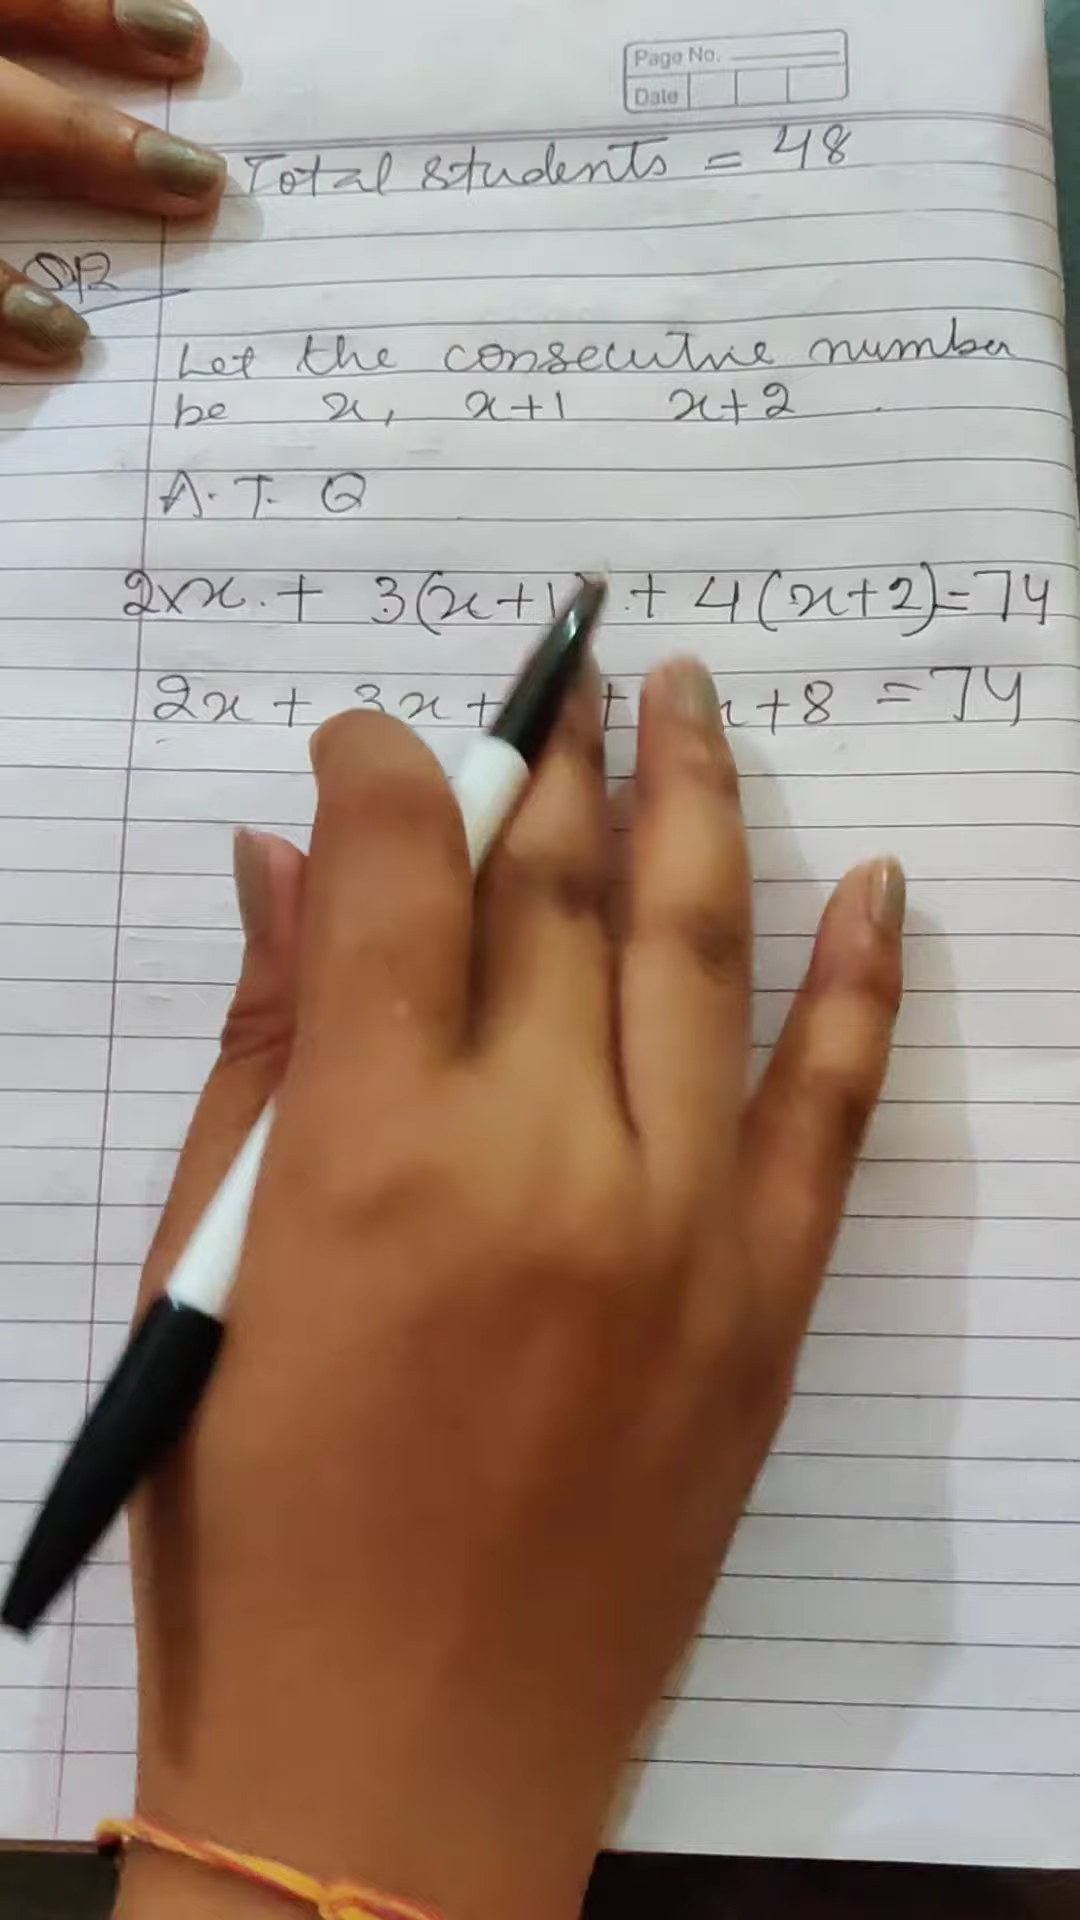 Page No.
Date
Total students = 48
Q12
Let the consecutive number
be x, x+1 x+2
A. T. Q
2×x. + 3(x+1) + 4(x+2)=74
2x + 3x+ + x+8 = 74